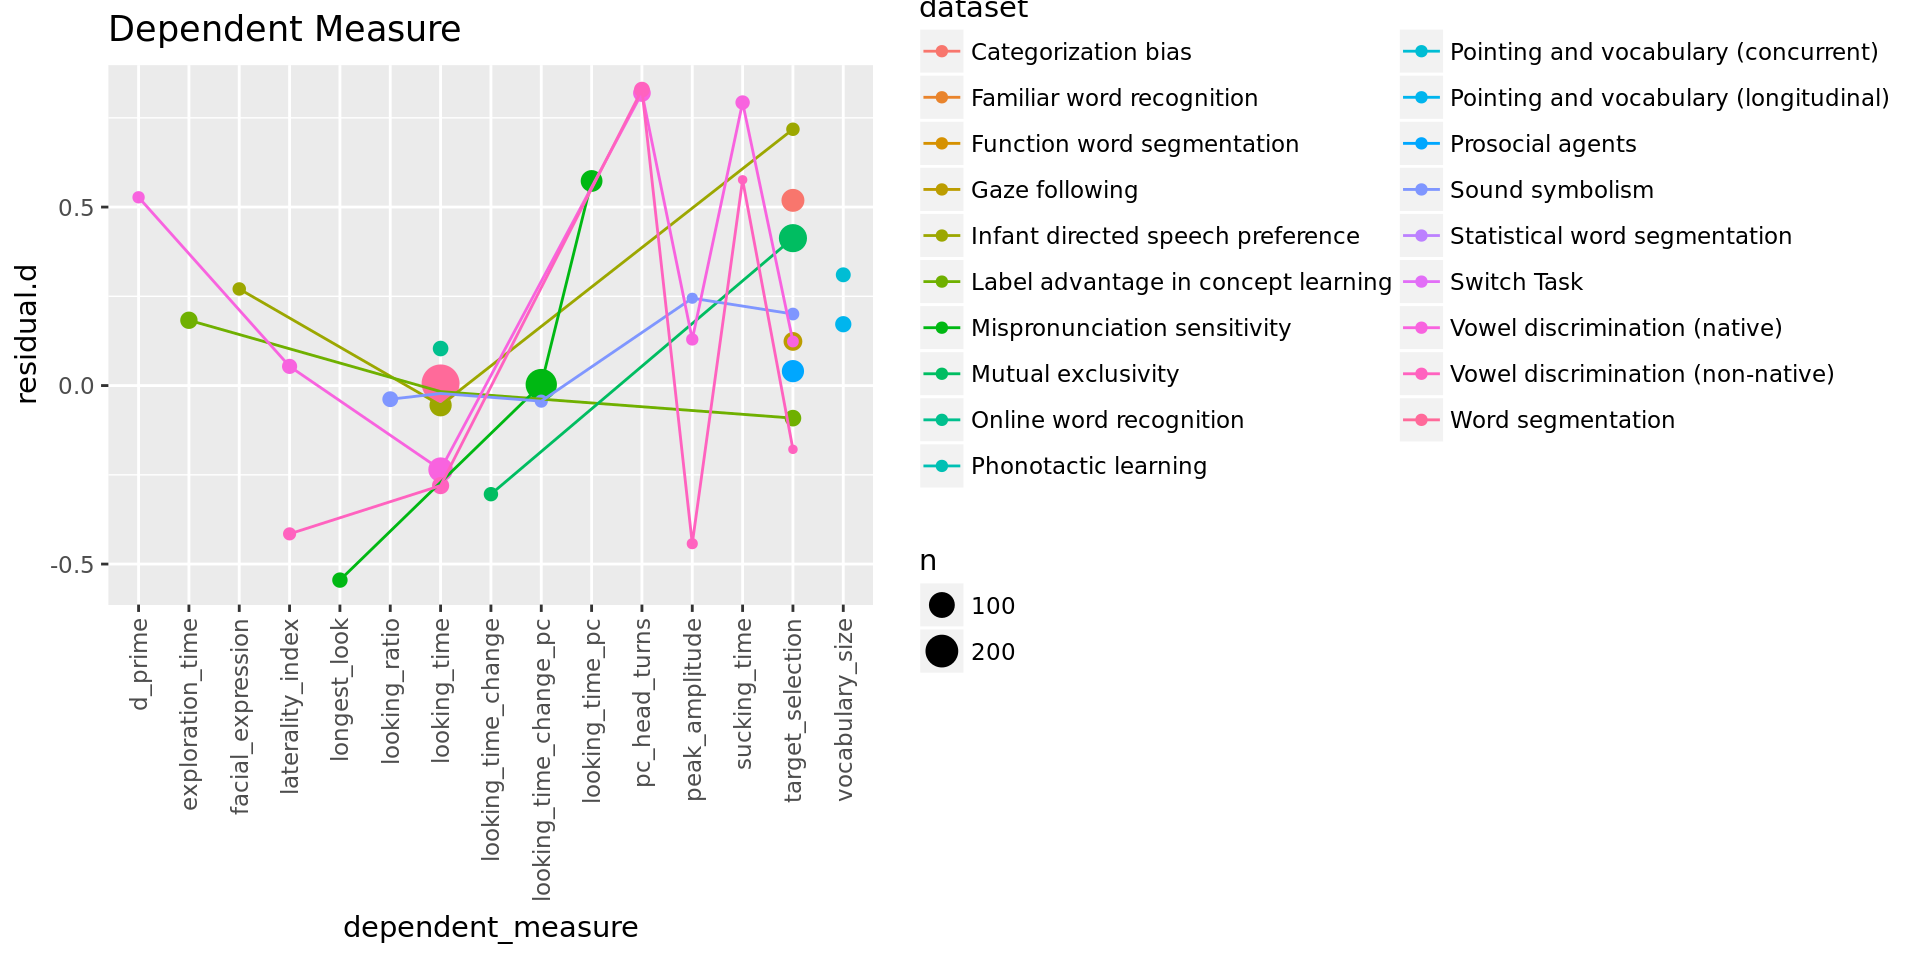 Dependent Measure
residual.d
0.5
0.0
-0.5
d_prime
exploration_time
facial_expression
laterality_index
longest_look
looking_ratio
looking_time
looking_time_change
looking_time_change_pc
looking_time_pc
pc_head_turns
peak_amplitude
sucking_time
target_selection
vocabulary_size
dependent_measure
dataset
Categorization bias
Familiar word recognition
Function word segmentation
Gaze following
Infant directed speech preference
Label advantage in concept learning
Mispronunciation sensitivity
Mutual exclusivity
Online word recognition
Phonotactic learning
Pointing and vocabulary (concurrent)
Pointing and vocabulary (longitudinal)
Prosocial agents
Sound symbolism
Statistical word segmentation
Switch Task
Vowel discrimination (native)
Vowel discrimination (non-native)
Word segmentation
n
100
200